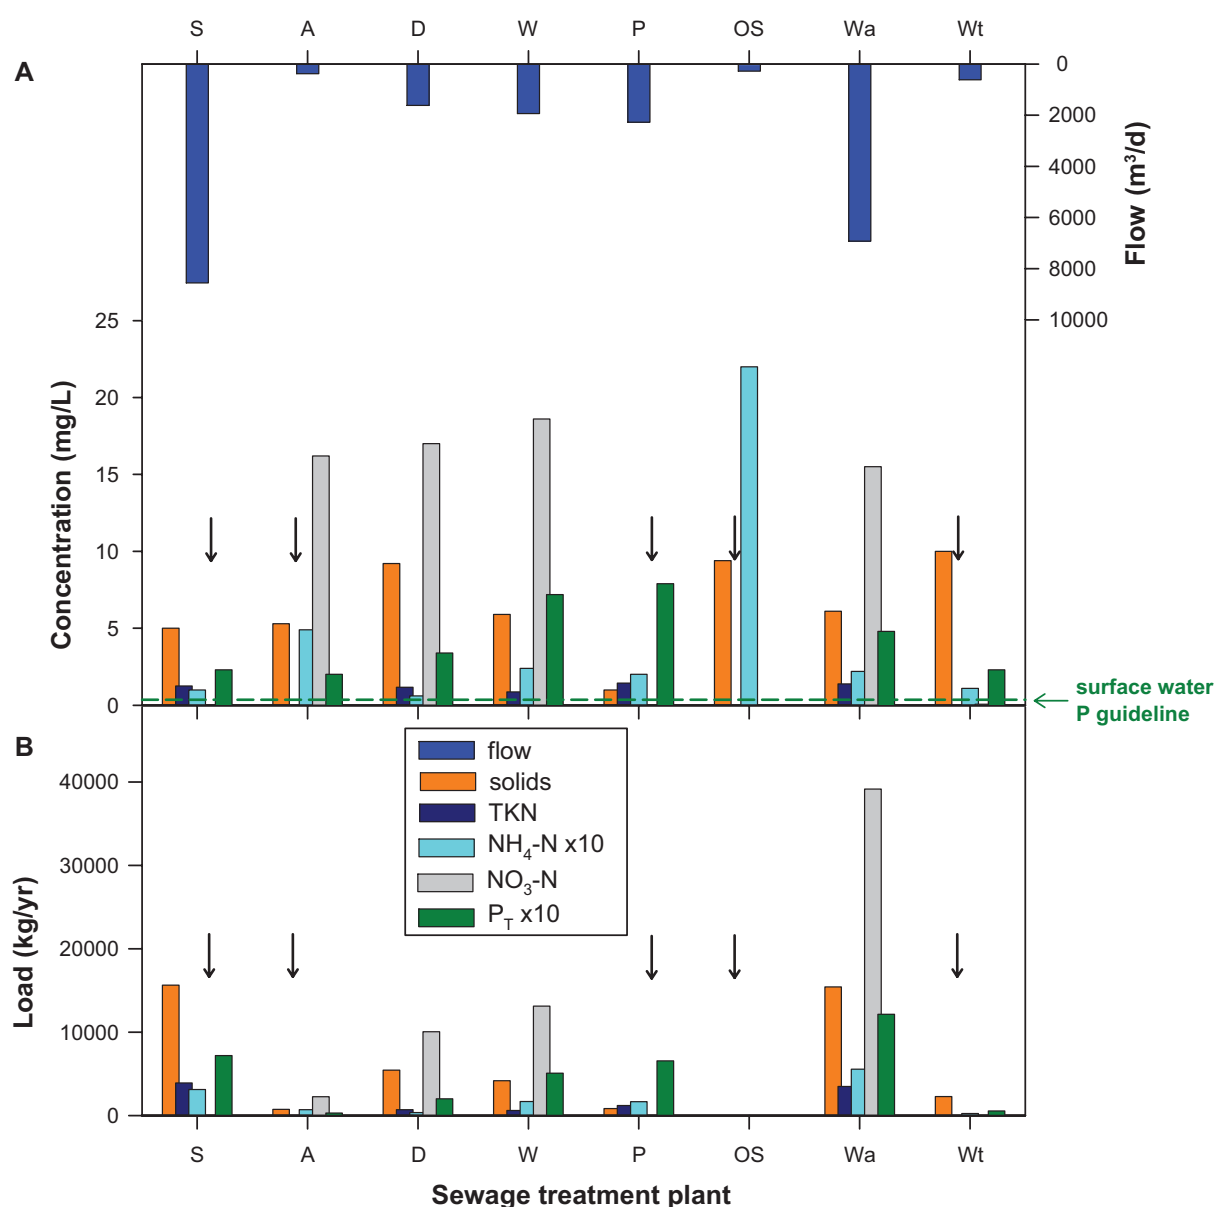 S A D W P OS Wa Wt
A
0
2000
4000
6000
8000
10000
Flow (m³/d)
25
20
15
10
5
0
Concentration (mg/L)
surface water
P guideline
B
flow
solids
TKN
NH₄-N x10
NO₃-N
P_T x10
40000
30000
20000
10000
0
Load (kg/yr)
S A D W P OS Wa Wt
Sewage treatment plant